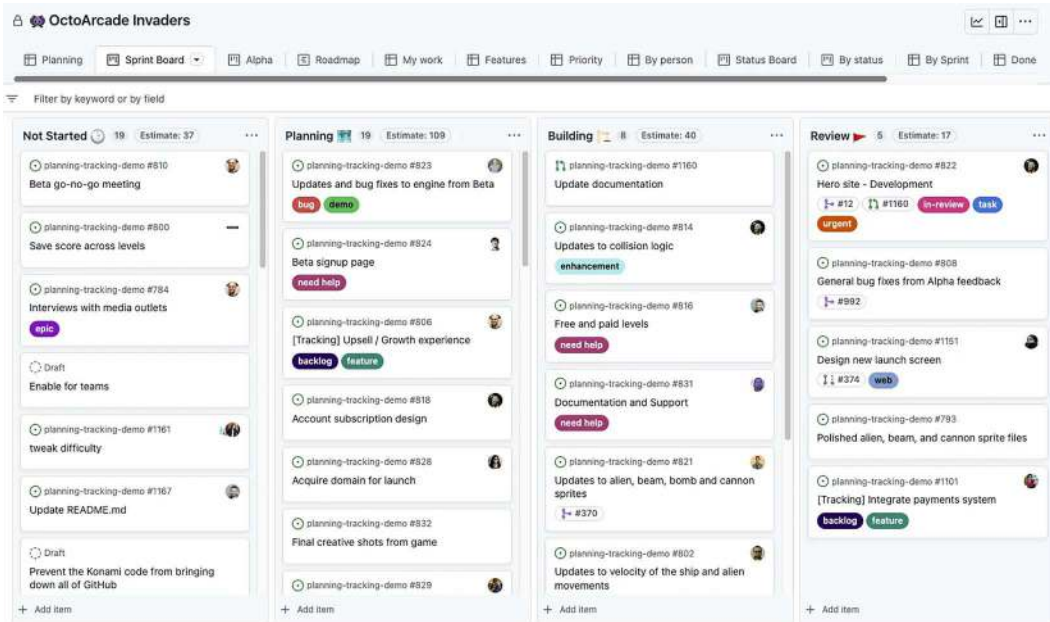 OctoArcade Invaders
Planning
Sprint Board
Alpha
Roadmap
My work
Features
Priority
By person
Status Board
By status
By Sprint
Done
Filter by keyword or by field
Not Started 19 Estimate: 37
planning-tracking-demo #810
Beta go-no-go meeting
planning-tracking-demo #800
Save score across levels
planning-tracking-demo #784
Interviews with media outlets
epic
Draft
Enable for teams
planning-tracking-demo #1161
tweak difficulty
planning-tracking-demo #1167
Update README.md
Draft
Prevent the Konami code from bringing
down all of GitHub
+ Add item
Planning 19 Estimate: 109
planning-tracking-demo #823
Updates and bug fixes to engine from Beta
bug demo
planning-tracking-demo #824
Beta signup page
need help
planning-tracking-demo #806
[Tracking] Upsell / Growth experience
backlog feature
planning-tracking-demo #818
Account subscription design
planning-tracking-demo #828
Acquire domain for launch
planning-tracking-demo #832
Final creative shots from game
planning-tracking-demo #829
+ Add item
Building 8 Estimate: 40
planning-tracking-demo #1160
Update documentation
planning-tracking-demo #814
Updates to collision logic
enhancement
planning-tracking-demo #816
Free and paid levels
need help
planning-tracking-demo #831
Documentation and Support
need help
planning-tracking-demo #821
Updates to alien, beam, bomb and cannon
sprites
#370
planning-tracking-demo #802
Updates to velocity of the ship and alien
movements
+ Add item
Review 5 Estimate: 17
planning-tracking-demo #822
Hero site - Development
#12 #1160 in-review task
urgent
planning-tracking-demo #808
General bug fixes from Alpha feedback
#992
planning-tracking-demo #1151
Design new launch screen
#374 web
planning-tracking-demo #793
Polished alien, beam, and cannon sprite files
planning-tracking-demo #1101
[Tracking] Integrate payments system
backlog feature
+ Add item